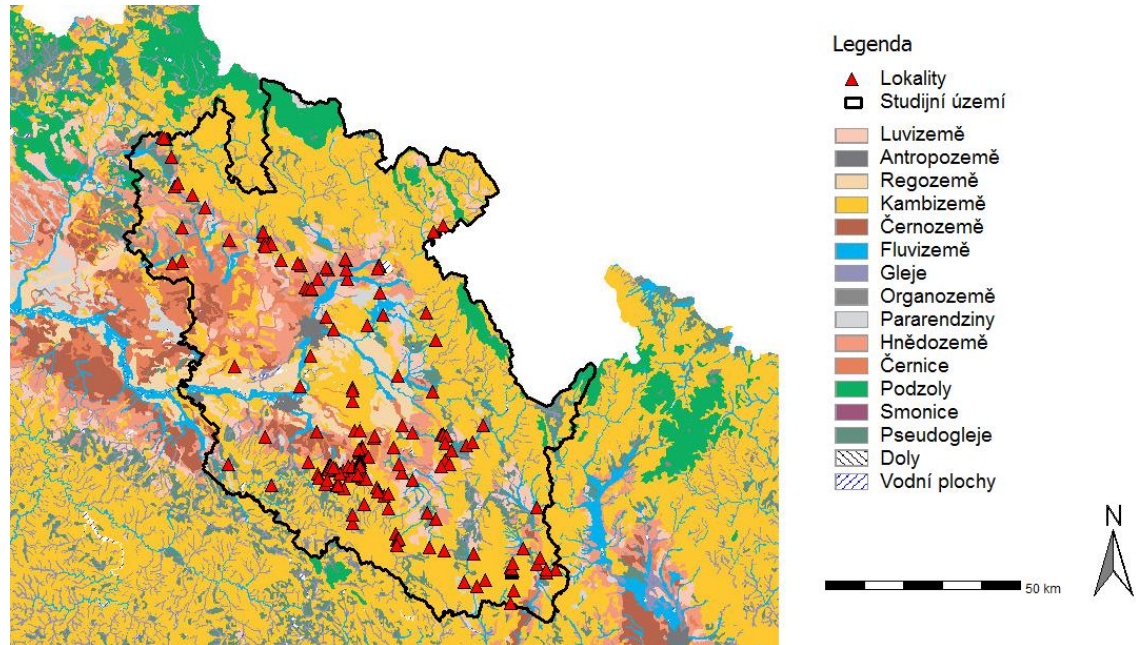 Legenda
Lokality
Studijní území
Luvizemě
Antropozemě
Regozemě
Kambizemě
Černozemě
Fluvizemě
Gleje
Organozemě
Pararendziny
Hnědozemě
Černice
Podzoly
Smonice
Pseudogleje
Doly
Vodní plochy
N
50 km